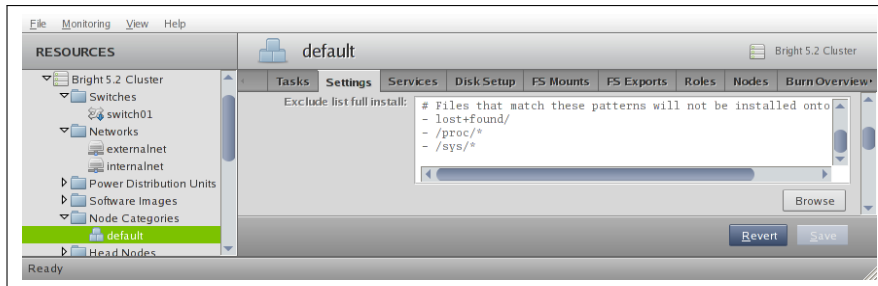 File Monitoring View Help
RESOURCES
default
Bright 5.2 Cluster
Bright 5.2 Cluster
Switches
switch01
Networks
externalnet
internalnet
Power Distribution Units
Software Images
Node Categories
default
Head Nodes
Tasks Settings Services Disk Setup FS Mounts FS Exports Roles Nodes Burn Overview
Exclude list full install:
# Files that match these patterns will not be installed onto
- lost+found/
- /proc/*
- /sys/*
Browse
Revert Save
Ready